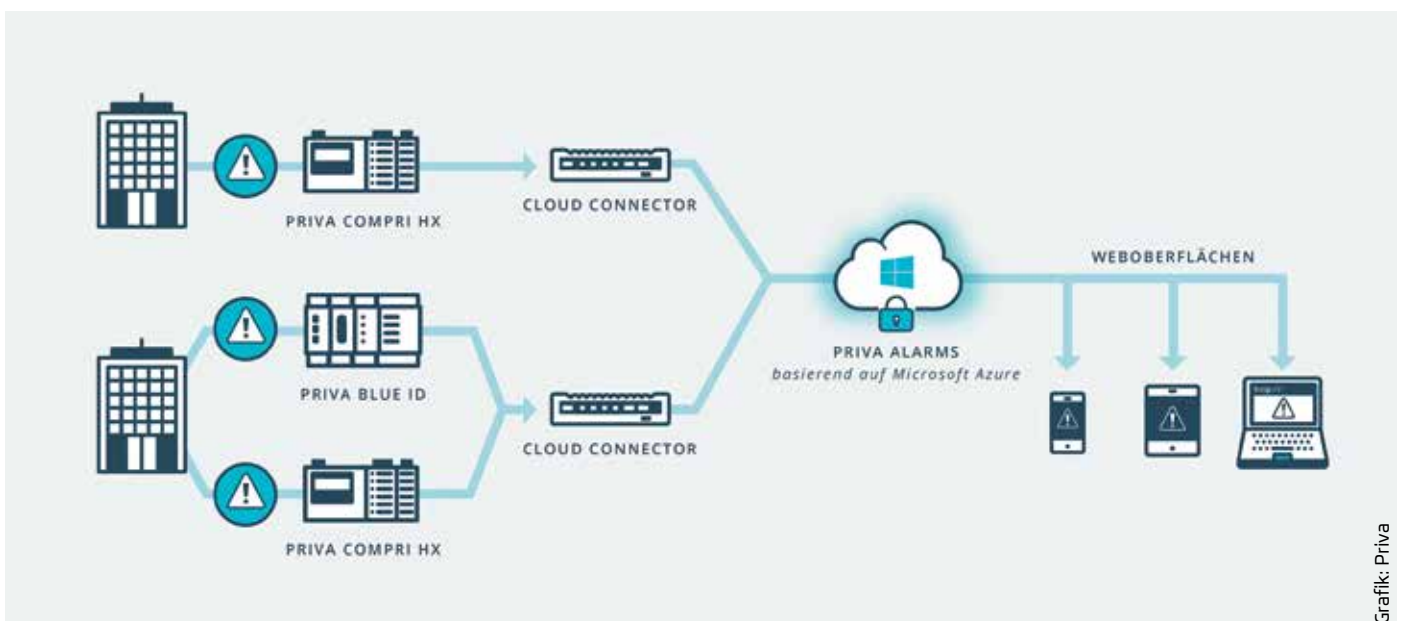 PRIVA COMPRI HX
CLOUD CONNECTOR
PRIVA BLUE ID
CLOUD CONNECTOR
PRIVA COMPRI HX
PRIVA ALARMS
basierend auf Microsoft Azure
WEBOBERFLÄCHEN
Grafik: Priva